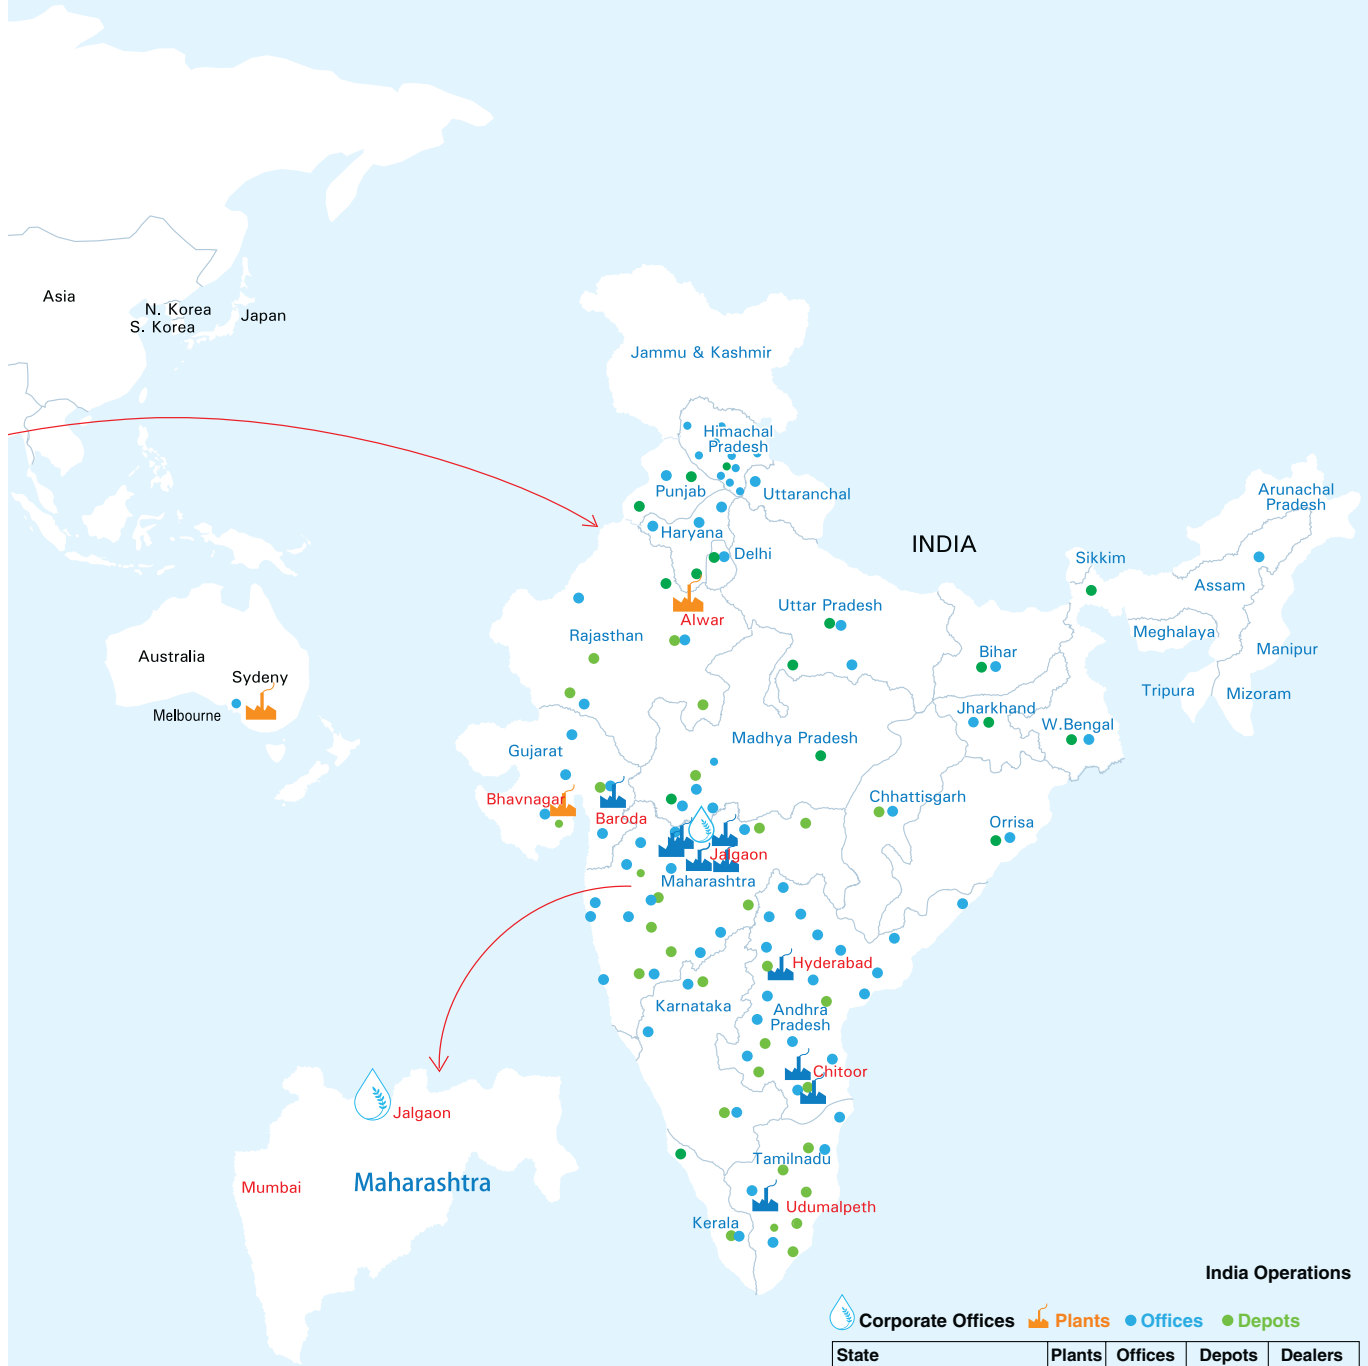 Asia
N. Korea
S. Korea
Japan
Australia
Sydeny
Melbourne
Jammu & Kashmir
Himachal
Pradesh
Punjab
Uttaranchal
Haryana
Delhi
INDIA
Arunachal
Pradesh
Sikkim
Assam
Alwar
Uttar Pradesh
Rajasthan
Meghalaya
Bihar
Manipur
Tripura
Mizoram
Jharkhand
W.Bengal
Gujarat
Madhya Pradesh
Bhavnagar
Baroda
Chhattisgarh
Orrisa
Jalgaon
Maharashtra
Hyderabad
Karnataka
Andhra
Pradesh
Chitoor
Tamilnadu
Udumalpeth
Kerala
Jalgaon
Mumbai
Maharashtra
India Operations
Corporate Offices Plants Offices Depots
State Plants Offices Depots Dealers